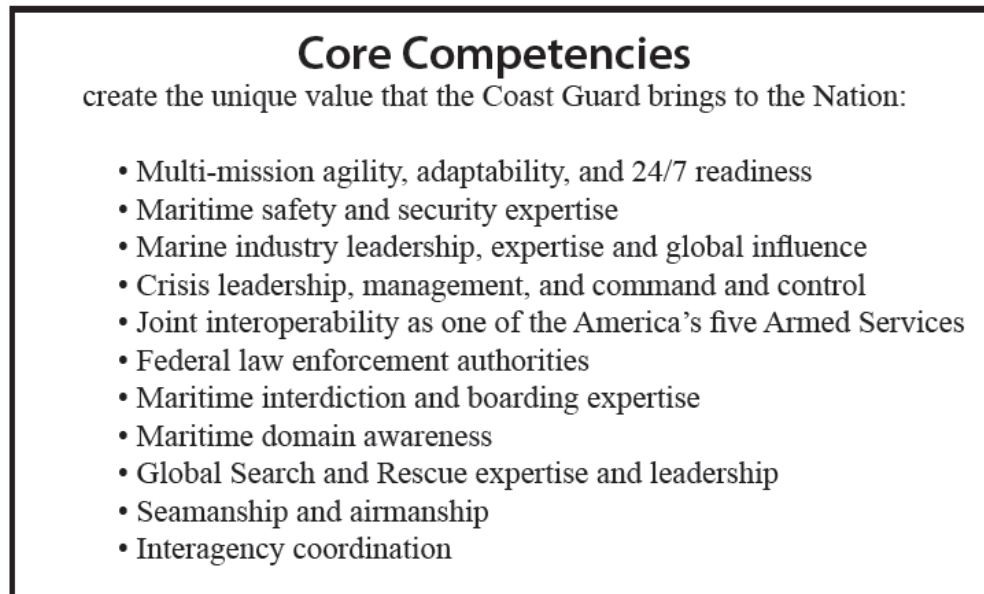 Core Competencies
create the unique value that the Coast Guard brings to the Nation:
• Multi-mission agility, adaptability, and 24/7 readiness
• Maritime safety and security expertise
• Marine industry leadership, expertise and global influence
• Crisis leadership, management, and command and control
• Joint interoperability as one of the America's five Armed Services
• Federal law enforcement authorities
• Maritime interdiction and boarding expertise
• Maritime domain awareness
• Global Search and Rescue expertise and leadership
• Seamanship and airmanship
• Interagency coordination